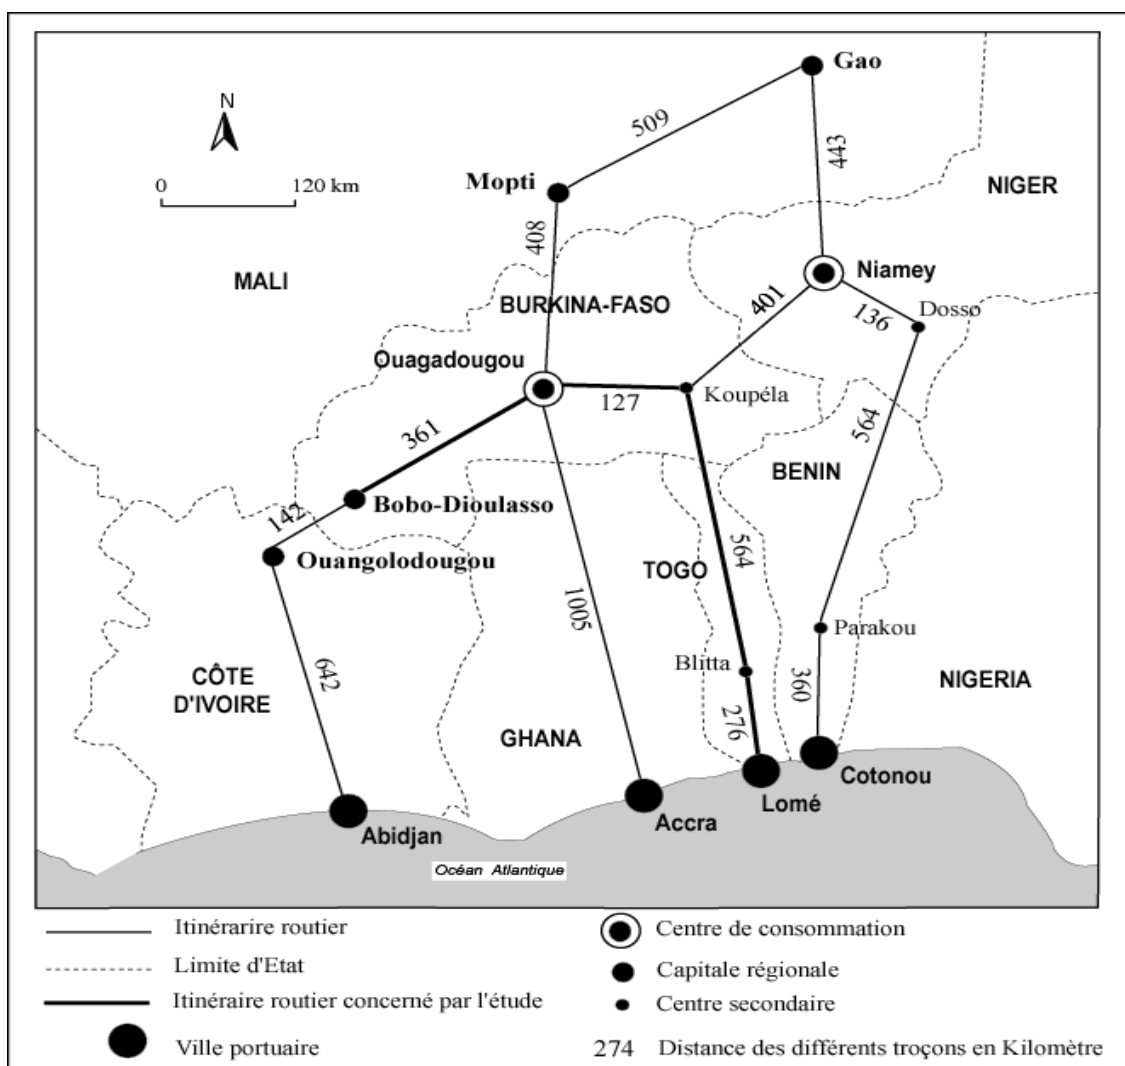 Gao
509
443
N
Mopti
0 120 km
NIGER
408
MALI
Niamey
BURKINA-FASO
401
136
Dosso
Ouagadougou
Koupéla
127
564
361
BENIN
Bobo-Dioulasso
142
Ouangolodougou
564
TOGO
1005
Parakou
Blitta
642
CÔTE
D'IVOIRE
360
NIGERIA
276
GHANA
Cotonou
Lomé
Accra
Abidjan
Océan Atlantique
Itinérarire routier
Centre de consommation
Limite d'Etat
Capitale régionale
Itinéraire routier concerné par l'étude
Centre secondaire
Ville portuaire
274 Distance des différents troçons en Kilomètre